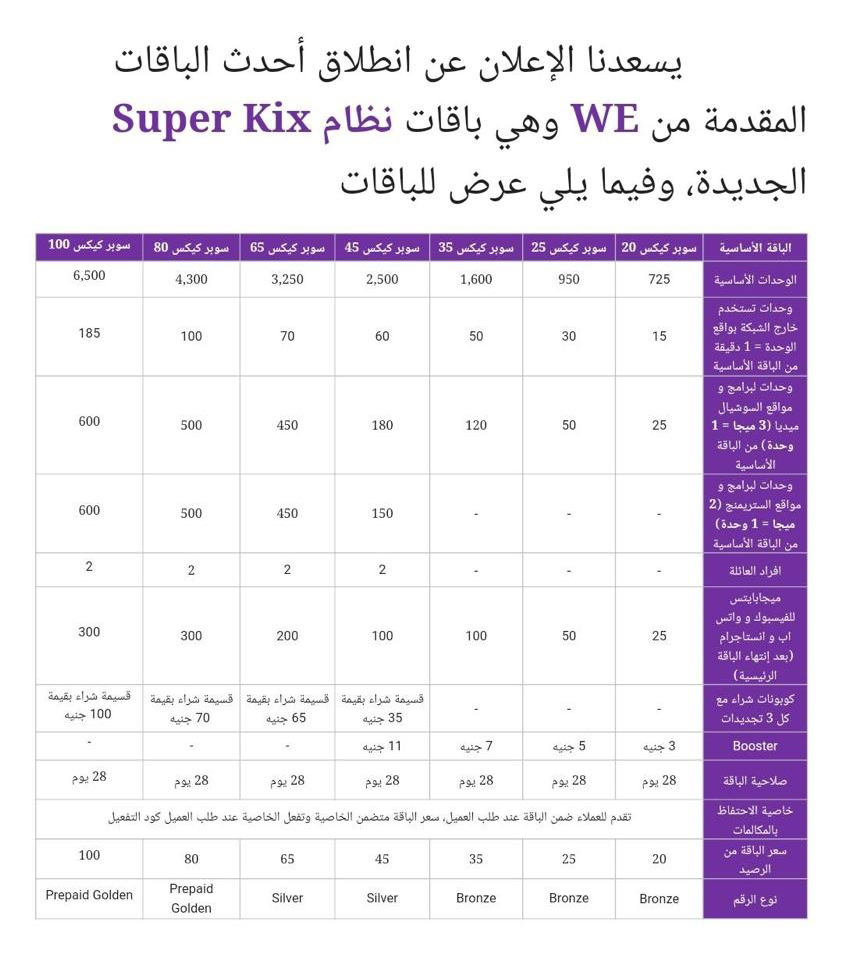 يسعدنا الإعلان عن انطلاق أحدث الباقات
المقدمة من WE وهي باقات نظام Super Kix
الجديدة، وفيما يلي عرض للباقات
الباقة الأساسية سوبر كيكس 20 سوبر كيكس 25 سوبر كيكس 35 سوبر كيكس 45 سوبر كيكس 65 سوبر كيكس 80 سوبر كيكس 100
الوحدات الأساسية 725 950 1,600 2,500 3,250 4,300 6,500
وحدات تستخدم
خارج الشبكة بواقع
الوحدة = 1 دقيقة
من الباقة الأساسية
15 30 50 60 70 100 185
وحدات لبرامج و
مواقع السوشيال
ميديا (3 ميجا = 1
وحدة) من الباقة
الأساسية
25 50 120 180 450 500 600
وحدات لبرامج و
مواقع الستريمنج (2
ميجا = 1 وحدة)
من الباقة الأساسية
- - - 150 450 500 600
افراد العائلة - - - 2 2 2 2
ميجابايتس
للفيسبوك و واتس
اب و انستاجرام
(بعد إنتهاء الباقة
الرئيسية)
25 50 100 100 200 300 300
كوبونات شراء مع
كل 3 تجديدات
- - - قسيمة شراء بقيمة قسيمة شراء بقيمة قسيمة شراء بقيمة قسيمة شراء بقيمة
35 جنيه 65 جنيه 70 جنيه 100 جنيه
Booster 3 جنيه 5 جنيه 7 جنيه 11 جنيه - - -
صلاحية الباقة 28 يوم 28 يوم 28 يوم 28 يوم 28 يوم 28 يوم 28 يوم
خاصية الاحتفاظ
بالمكالمات
تقدم للعملاء ضمن الباقة عند طلب العميل، سعر الباقة متضمن الخاصية وتفعل الخاصية عند طلب العميل كود التفعيل
سعر الباقة من
الرصيد
20 25 35 45 65 80 100
نوع الرقم Bronze Bronze Bronze Silver Silver Prepaid Golden Prepaid Golden